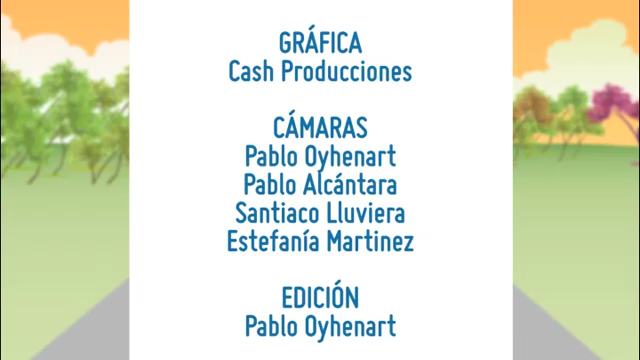 GRÁFICA
Cash Producciones
CÁMARAS
Pablo Oyhenart
Pablo Alcántara
Santiaco Lluviera
Estefanía Martinez
EDICIÓN
Pablo Oyhenart